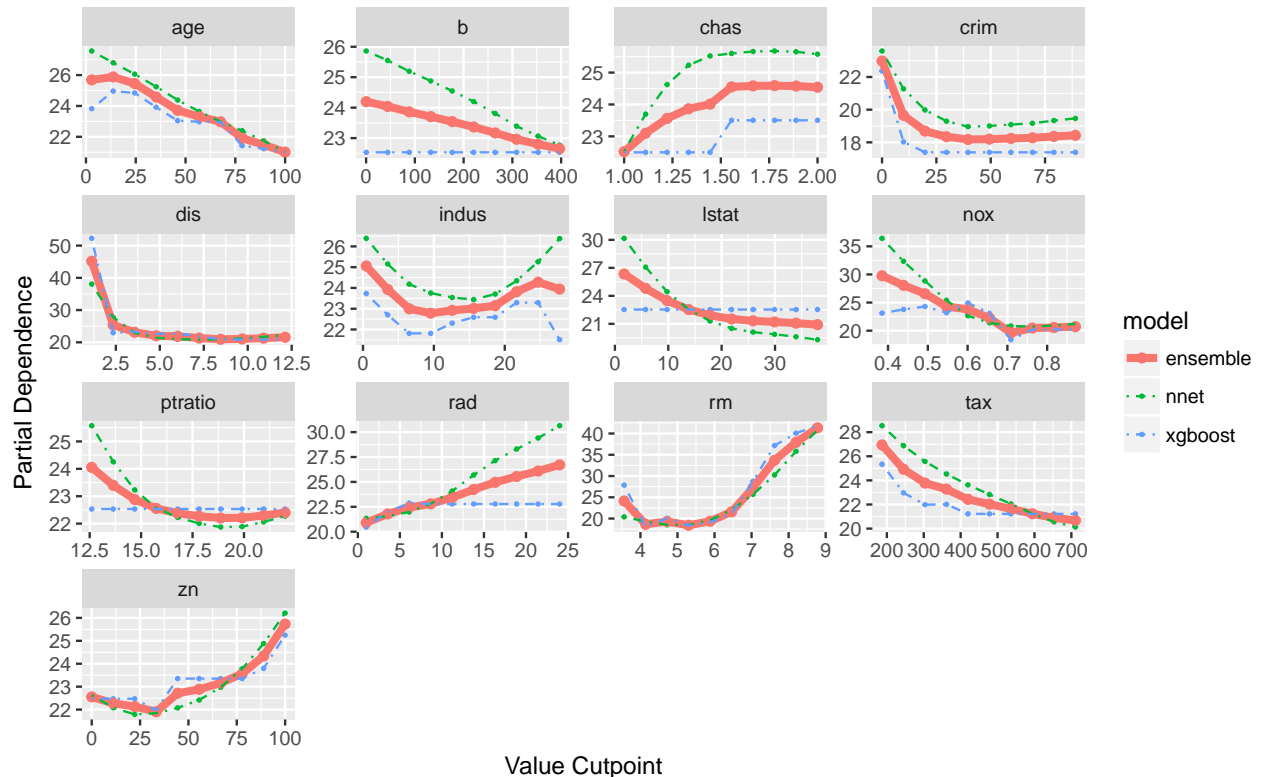 age b chas crim
26 24 22
0 25 50 75 100
26 25 24 23
0 100 200 300 400
25 24 23
1.00 1.25 1.50 1.75 2.00
22 20 18
0 25 50 75
dis indus lstat nox
50 40 30 20
2.5 5.0 7.5 10.0 12.5
26 25 24 23 22
0 10 20
30 27 24 21
0 10 20 30
35 30 25 20
0.4 0.5 0.6 0.7 0.8
ptratio rad rm tax
25 24 23 22
12.5 15.0 17.5 20.0
30.0 27.5 25.0 22.5 20.0
0 5 10 15 20 25
40 30 20
4 5 6 7 8 9
28 26 24 22 20
200 300 400 500 600 700
zn
26 25 24 23 22
0 25 50 75 100
Partial Dependence
Value Cutpoint
model
ensemble
nnet
xgboost